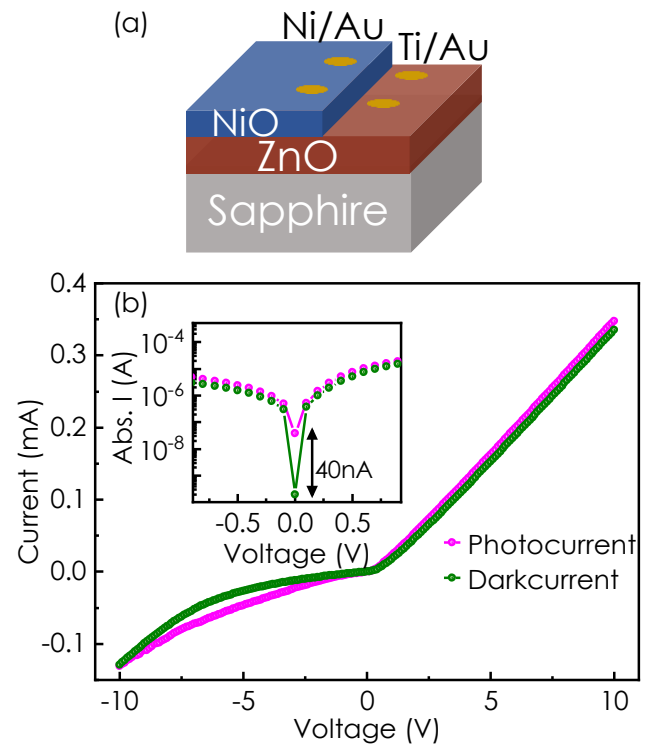 (a)
Ni/Au
Ti/Au
NiO
ZnO
Sapphire
(b)
0.4
0.3
0.2
0.1
0.0
-0.1
Current (mA)
-10
-5
0
5
10
Voltage (V)
10⁻⁴
10⁻⁶
10⁻⁸
Abs. I (A)
40nA
-0.5
0.0
0.5
Voltage (V)
Photocurrent
Darkcurrent